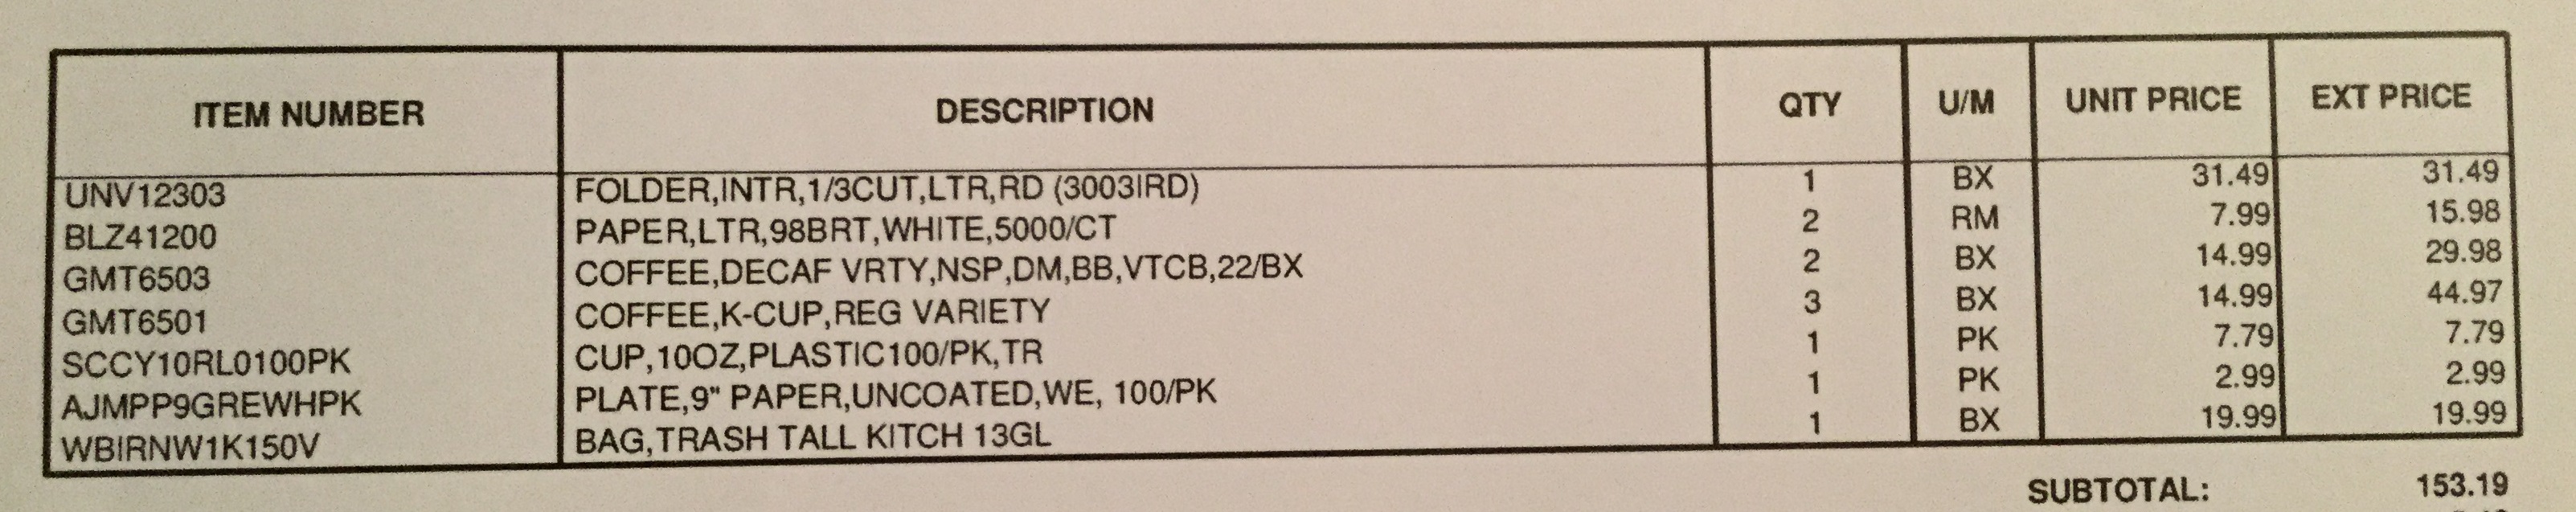 ITEM NUMBER DESCRIPTION QTY U/M UNIT PRICE EXT PRICE
UNV12303 FOLDER,INTR,1/3CUT,LTR,RD (3003IRD) 1 BX 31.49 31.49
BLZ41200 PAPER,LTR,98BRT,WHITE,5000/CT 2 RM 7.99 15.98
GMT6503 COFFEE,DECAF VRTY,NSP,DM,BB,VTCB,22/BX 2 BX 14.99 29.98
GMT6501 COFFEE,K-CUP,REG VARIETY 3 BX 14.99 44.97
SCCY10RL0100PK CUP,10OZ,PLASTIC100/PK,TR 1 PK 7.79 7.79
AJMPP9GREWHPK PLATE,9" PAPER,UNCOATED,WE, 100/PK 1 PK 2.99 2.99
WBIRNW1K150V BAG,TRASH TALL KITCH 13GL 1 BX 19.99 19.99
SUBTOTAL: 153.19